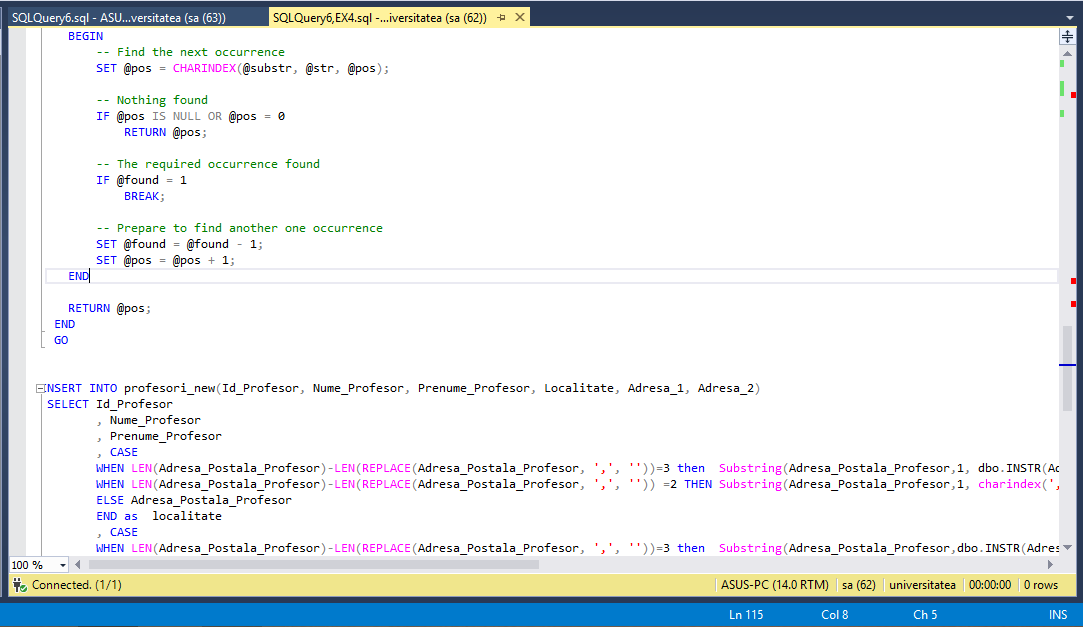 SQLQuery6.sql - ASU...versitatea (sa (63))
SQLQuery6,EX4.sql -...iversitatea (sa (62))
BEGIN
-- Find the next occurrence
SET @pos = CHARINDEX(@substr, @str, @pos);
-- Nothing found
IF @pos IS NULL OR @pos = 0
RETURN @pos;
-- The required occurrence found
IF @found = 1
BREAK;
-- Prepare to find another one occurrence
SET @found = @found - 1;
SET @pos = @pos + 1;
END
RETURN @pos;
END
GO
INSERT INTO profesori_new(Id_Profesor, Nume_Profesor, Prenume_Profesor, Localitate, Adresa_1, Adresa_2)
SELECT Id_Profesor
, Nume_Profesor
, Prenume_Profesor
, CASE
WHEN LEN(Adresa_Postala_Profesor)-LEN(REPLACE(Adresa_Postala_Profesor, ',', ''))=3 then Substring(Adresa_Postala_Profesor,1, dbo.INSTR(Ad
WHEN LEN(Adresa_Postala_Profesor)-LEN(REPLACE(Adresa_Postala_Profesor, ',', '')) =2 THEN Substring(Adresa_Postala_Profesor,1, charindex(',
ELSE Adresa_Postala_Profesor
END as localitate
, CASE
WHEN LEN(Adresa_Postala_Profesor)-LEN(REPLACE(Adresa_Postala_Profesor, ',', ''))=3 then Substring(Adresa_Postala_Profesor,dbo.INSTR(Adres
100 %
Connected. (1/1)
ASUS-PC (14.0 RTM) sa (62) universitatea 00:00:00 0 rows
Ln 115 Col 8 Ch 5 INS